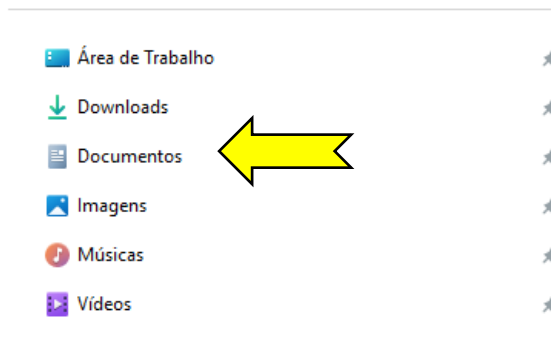 Área de Trabalho
Downloads
Documentos
Imagens
Músicas
Vídeos